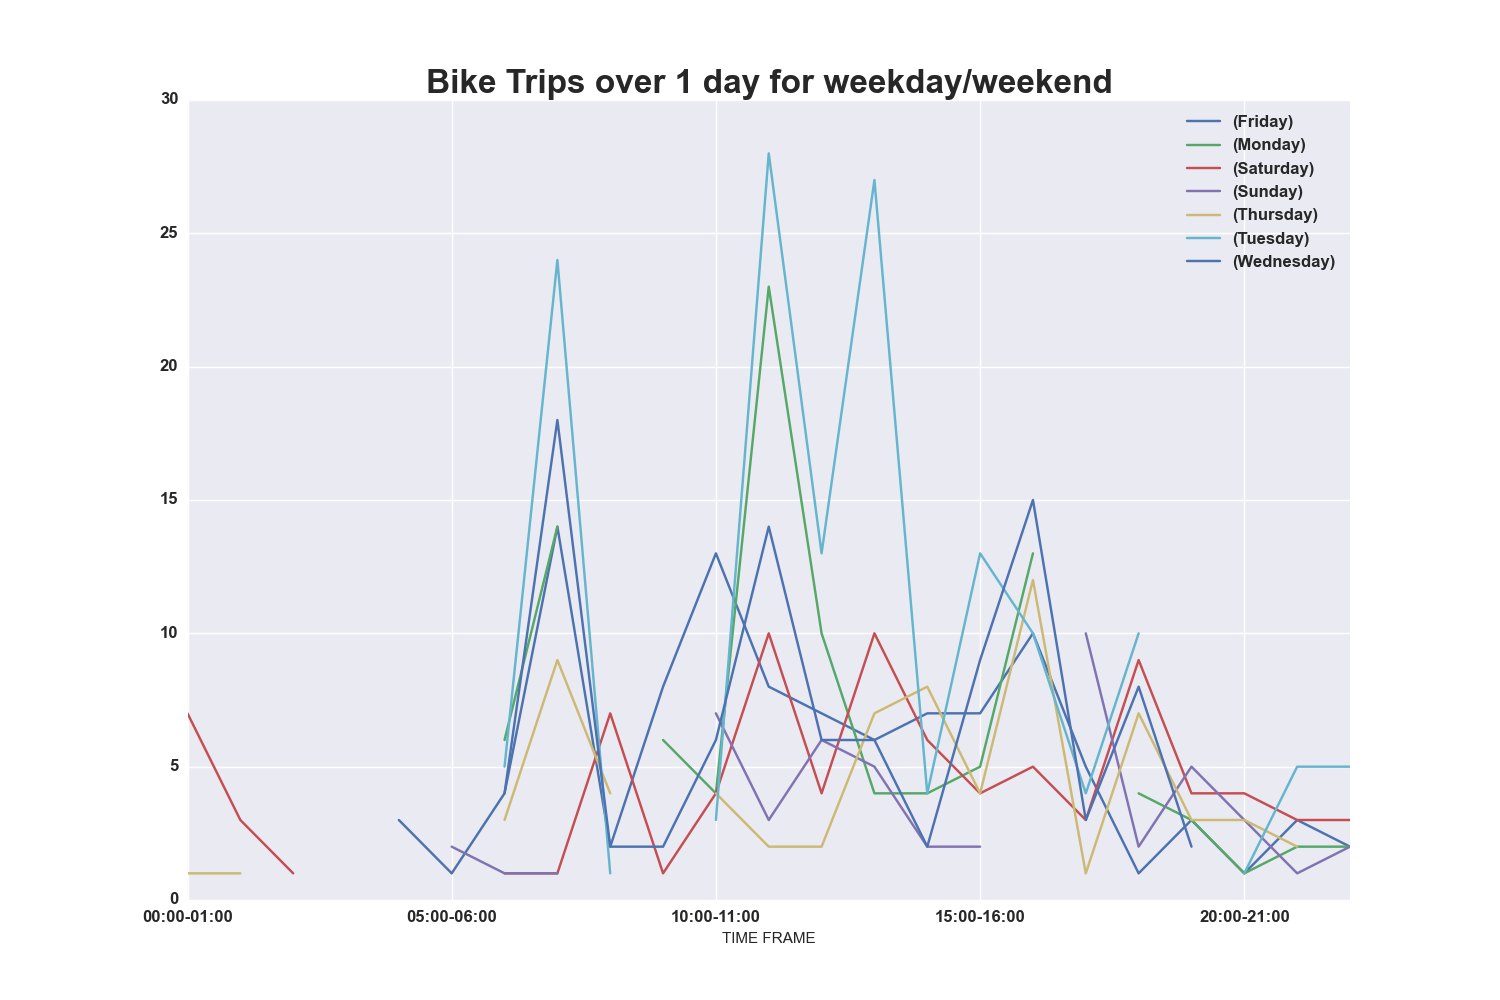 Bike Trips over 1 day for weekday/weekend
30
25
20
15
10
5
0
(Friday)
(Monday)
(Saturday)
(Sunday)
(Thursday)
(Tuesday)
(Wednesday)
00:00-01:00 05:00-06:00 10:00-11:00 15:00-16:00 20:00-21:00
TIME FRAME